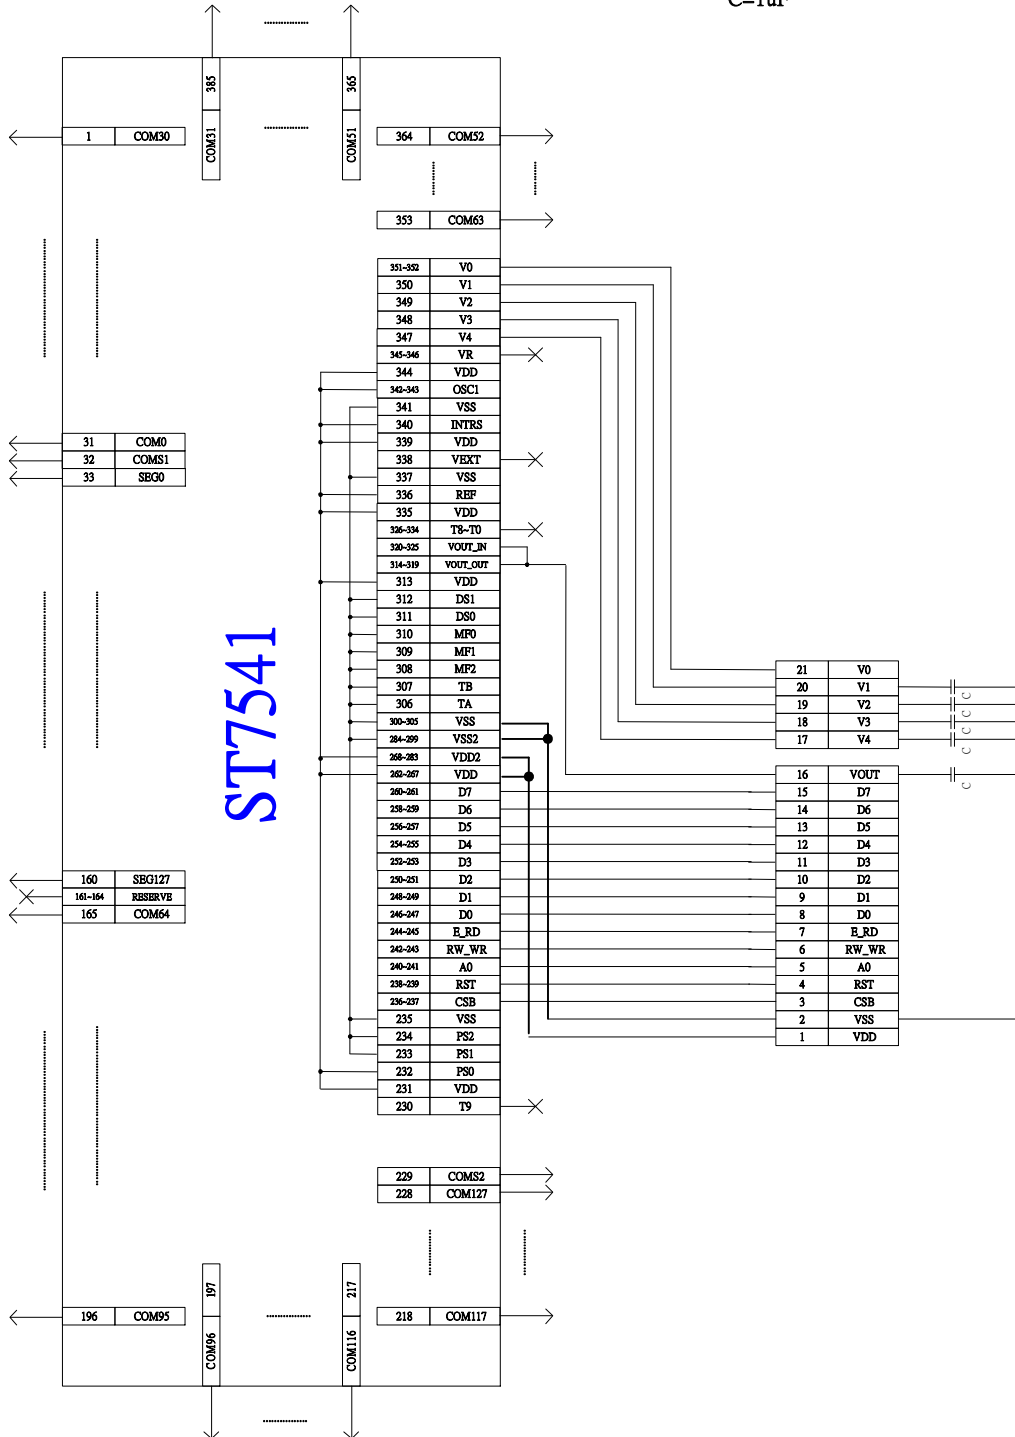 C=1uF
385
COM31
365
COM51
1 COM30
364 COM52
353 COM63
351~352 V0
350 V1
349 V2
348 V3
347 V4
345~346 VR
344 VDD
342~343 OSC1
341 VSS
340 INTRS
339 VDD
338 VEXT
337 VSS
336 REF
335 VDD
326~334 T8~T0
320~325 VOUT_IN
314~319 VOUT_OUT
313 VDD
312 DS1
311 DS0
310 MF0
309 MF1
308 MF2
307 TB
306 TA
300~305 VSS
284~299 VSS2
268~283 VDD2
262~267 VDD
260~261 D7
258~259 D6
256~257 D5
254~255 D4
252~253 D3
250~251 D2
248~249 D1
246~247 D0
244~245 E_RD
242~243 RW_WR
240~241 A0
238~239 RST
236~237 CSB
235 VSS
234 PS2
233 PS1
232 PS0
231 VDD
230 T9
229 COMS2
228 COM127
218 COM117
31 COM0
32 COMS1
33 SEG0
ST7541
160 SEG127
161~164 RESERVE
165 COM64
196 COM95
197
COM96
217
COM116
21 V0
20 V1 C
19 V2 C
18 V3 C
17 V4 C
16 VOUT C
15 D7
14 D6
13 D5
12 D4
11 D3
10 D2
9 D1
8 D0
7 E_RD
6 RW_WR
5 A0
4 RST
3 CSB
2 VSS
1 VDD